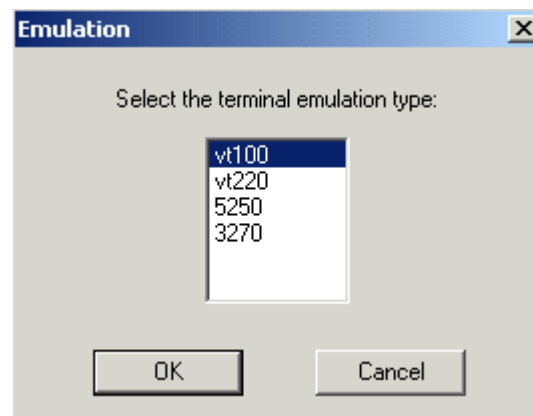 Emulation
Select the terminal emulation type:
vt100
vt220
5250
3270
OK Cancel